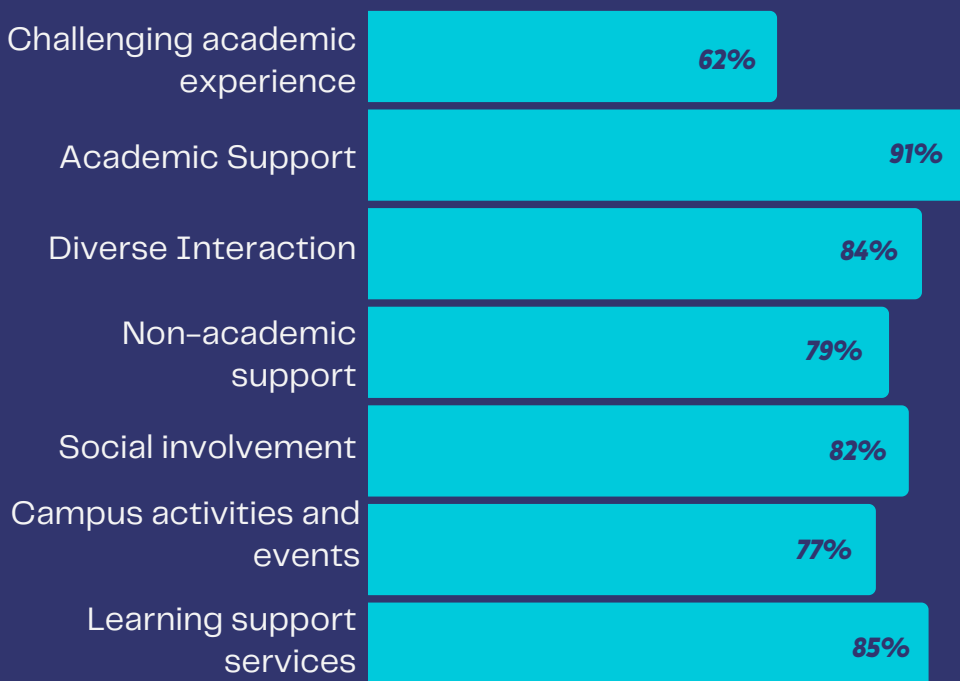 Challenging academic
experience
62%
Academic Support
91%
Diverse Interaction
84%
Non-academic
support
79%
Social involvement
82%
Campus activities and
events
77%
Learning support
services
85%